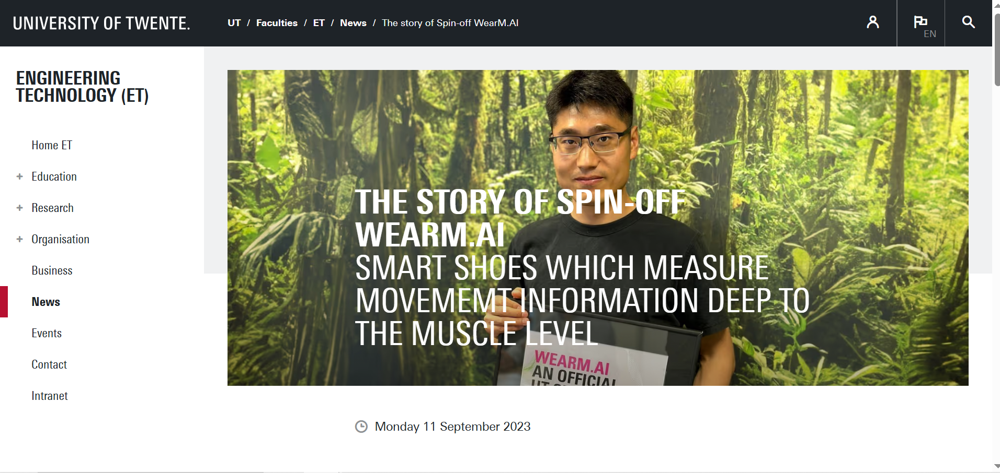 UNIVERSITY OF TWENTE.
UT / Faculties / ET / News / The story of Spin-off WearM.AI
EN
ENGINEERING
TECHNOLOGY (ET)
Home ET
+ Education
+ Research
+ Organisation
Business
News
Events
Contact
Intranet
THE STORY OF SPIN-OFF
WEARM.AI
SMART SHOES WHICH MEASURE
MOVEMEMT INFORMATION DEEP TO
THE MUSCLE LEVEL
WEARM.AI
AN OFFICIAL
Monday 11 September 2023